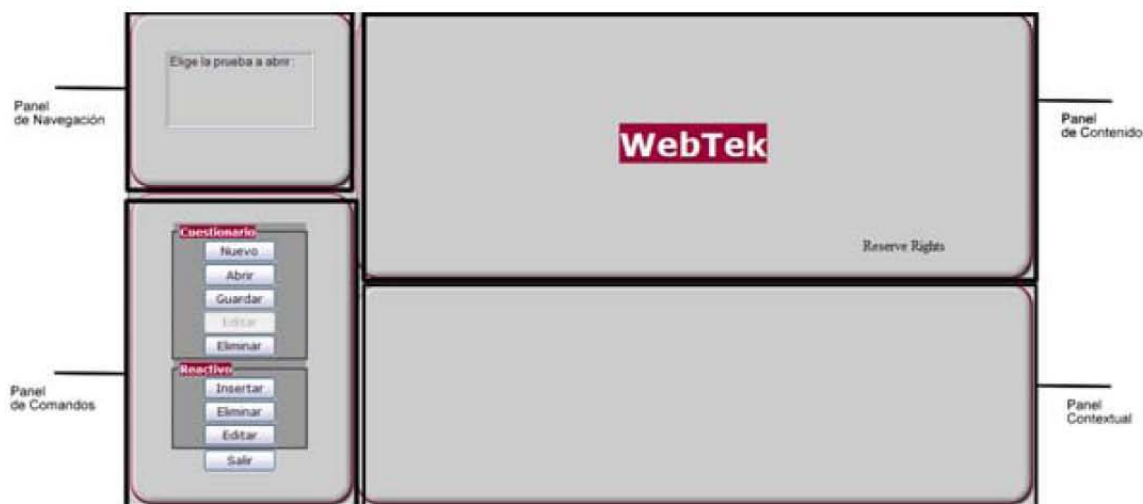 Elige la prueba a abrir :
Panel
de Navegación
WebTek
Reserve Rights
Panel
de Contenido
Cuestionario
Nuevo
Abrir
Guardar
Editar
Eliminar
Reactivo
Insertar
Eliminar
Editar
Salir
Panel
de Comandos
Panel
Contextual